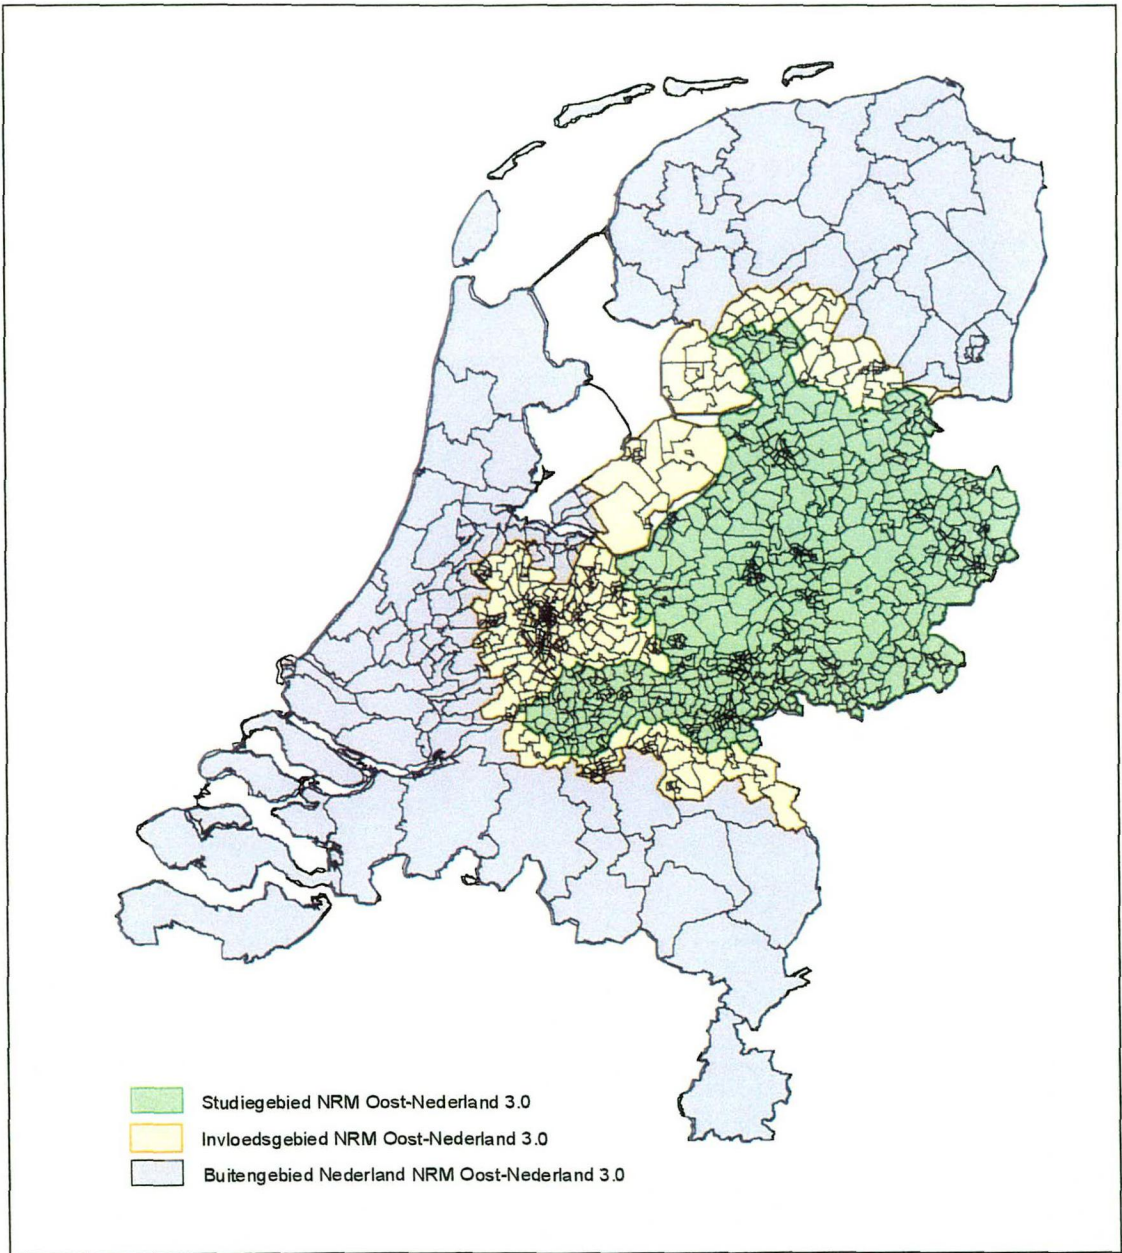 Studiegebied NRM Oost-Nederland 3.0
Invloedsgebied NRM Oost-Nederland 3.0
Buitengebied Nederland NRM Oost-Nederland 3.0